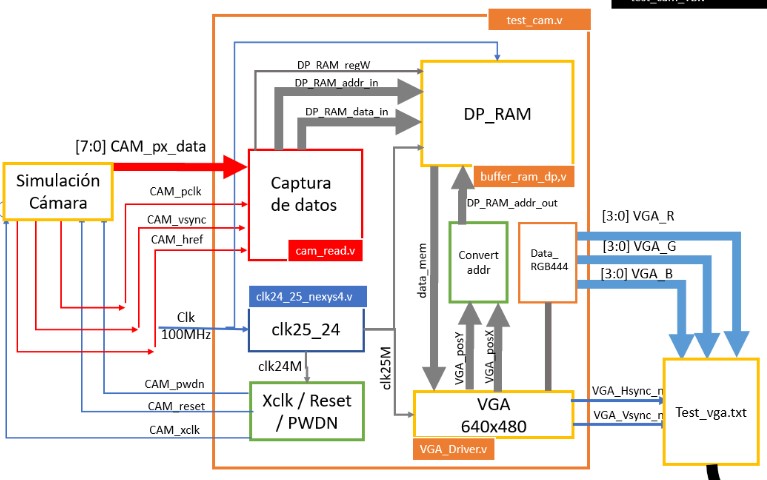 test_cam.v
DP_RAM_regW
DP_RAM_addr_in
DP_RAM_data_in
DP_RAM
[7:0] CAM_px_data
Simulación
Cámara
CAM_pclk
CAM_vsync
CAM_href
Captura
de datos
cam_read.v
buffer_ram_dp,v
DP_RAM_addr_out
data_mem
Convert
addr
Data_
RGB444
[3:0] VGA_R
[3:0] VGA_G
[3:0] VGA_B
clk24_25_nexys4.v
Clk
100MHz
clk25_24
clk24M
clk25M
VGA_posY
VGA_posX
CAM_pwdn
CAM_reset
CAM_xclk
Xclk / Reset
/ PWDN
VGA
640x480
VGA_Driver.v
VGA_Hsync_n
VGA_Vsync_n
Test_vga.txt